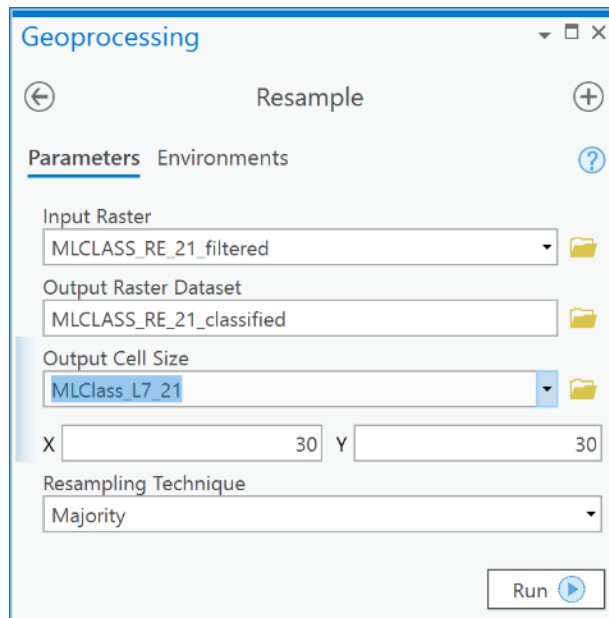 Geoprocessing
Resample
Parameters Environments
Input Raster
MLCLASS_RE_21_filtered
Output Raster Dataset
MLCLASS_RE_21_classified
Output Cell Size
MLClass_L7_21
X 30 Y 30
Resampling Technique
Majority
Run